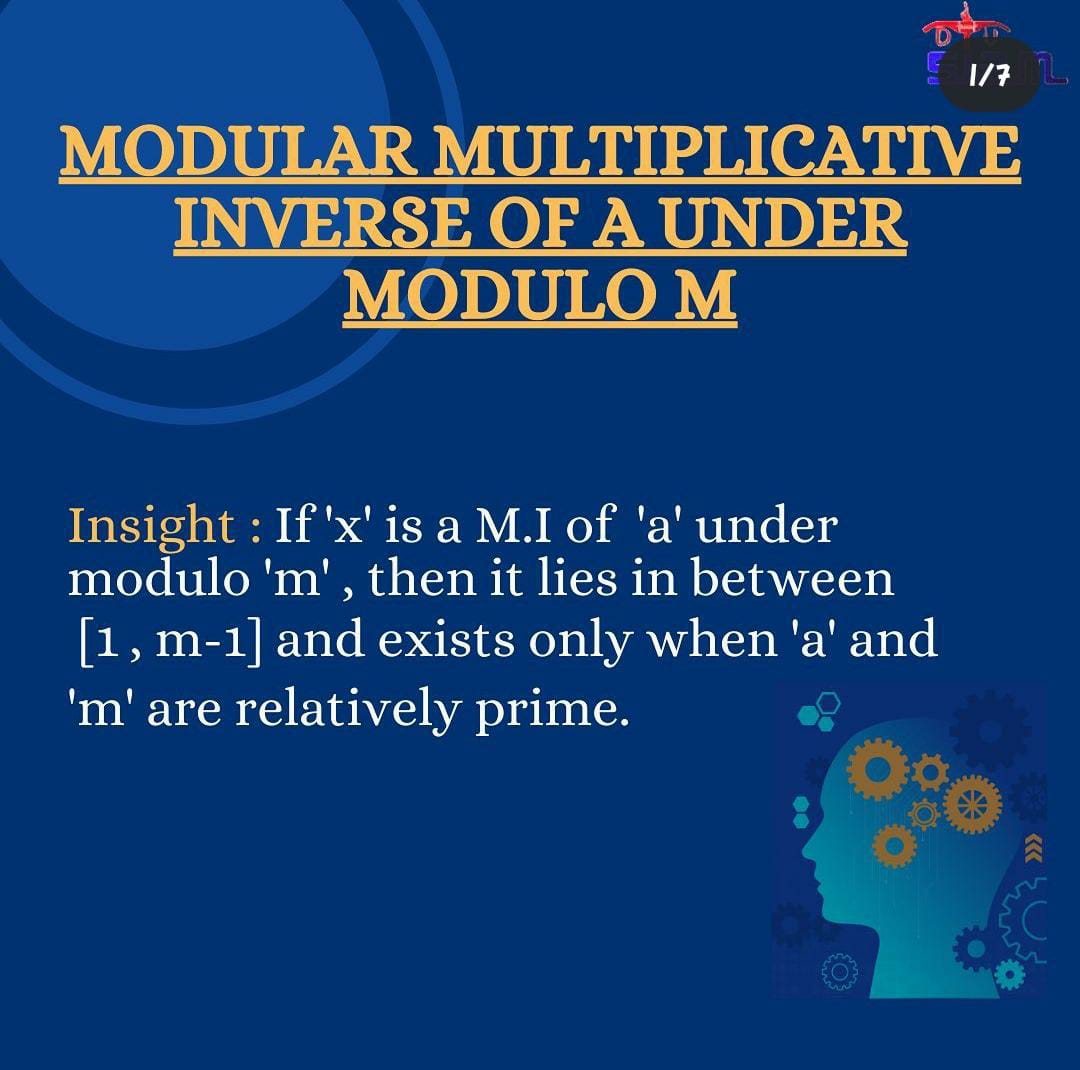 DTU
1/7
MODULAR MULTIPLICATIVE
INVERSE OF A UNDER
MODULO M
Insight : If 'x' is a M.I of 'a' under
modulo 'm' , then it lies in between
[1 , m-1] and exists only when 'a' and
'm' are relatively prime.